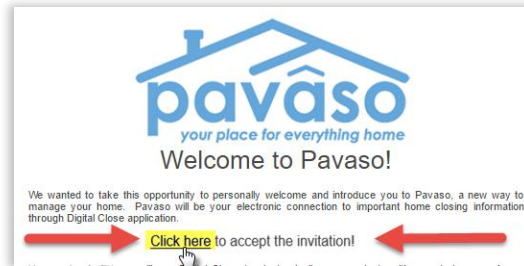 pavâso
your place for everything home
Welcome to Pavaso!
We wanted to take this opportunity to personally welcome and introduce you to Pavaso, a new way to
manage your home. Pavaso will be your electronic connection to important home closing information
through Digital Close application.
Click here to accept the invitation!